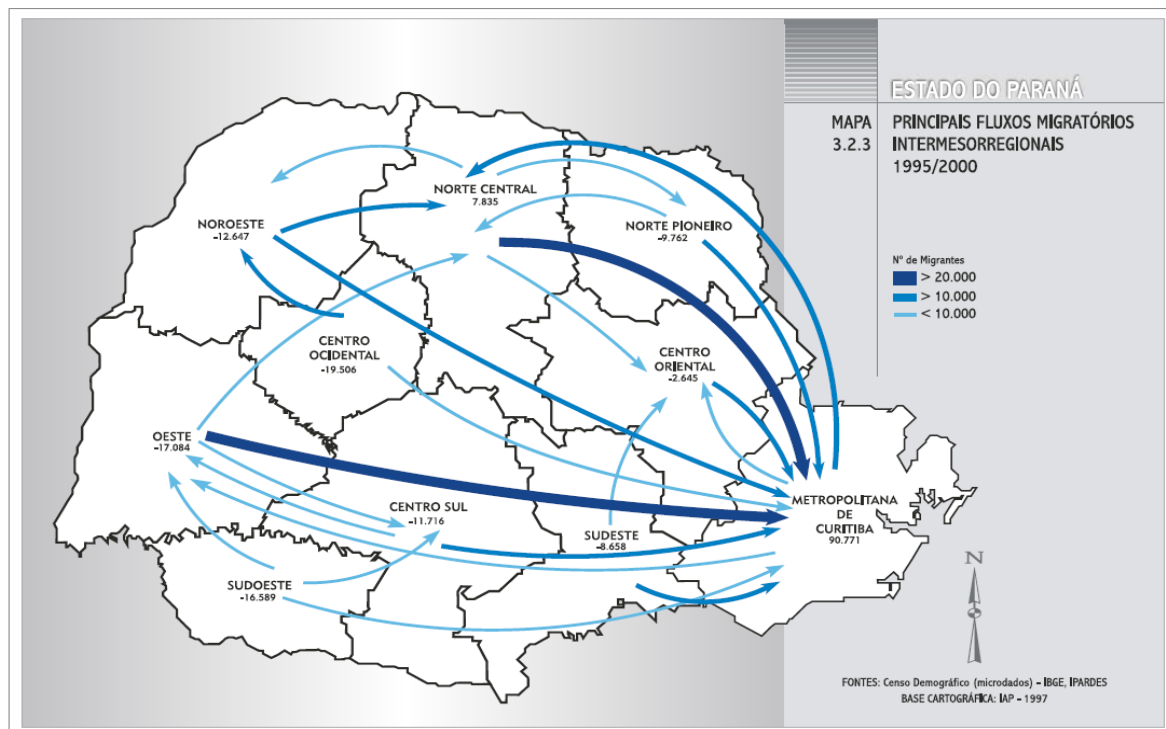 ESTADO DO PARANÁ
MAPA
3.2.3
PRINCIPAIS FLUXOS MIGRATÓRIOS
INTERMESORREGIONAIS
1995/2000
Nº de Migrantes
> 20.000
> 10.000
< 10.000
NORTE CENTRAL
7.835
NOROESTE
-12.647
NORTE PIONEIRO
-9.762
CENTRO
OCIDENTAL
-19.506
CENTRO
ORIENTAL
-2.645
OESTE
-17.084
METROPOLITANA
DE
CURITIBA
90.771
CENTRO SUL
-11.716
SUDESTE
-8.658
SUDOESTE
-16.589
N
FONTES: Censo Demográfico (microdados) - IBGE, IPARDES
BASE CARTOGRÁFICA: IAP - 1997